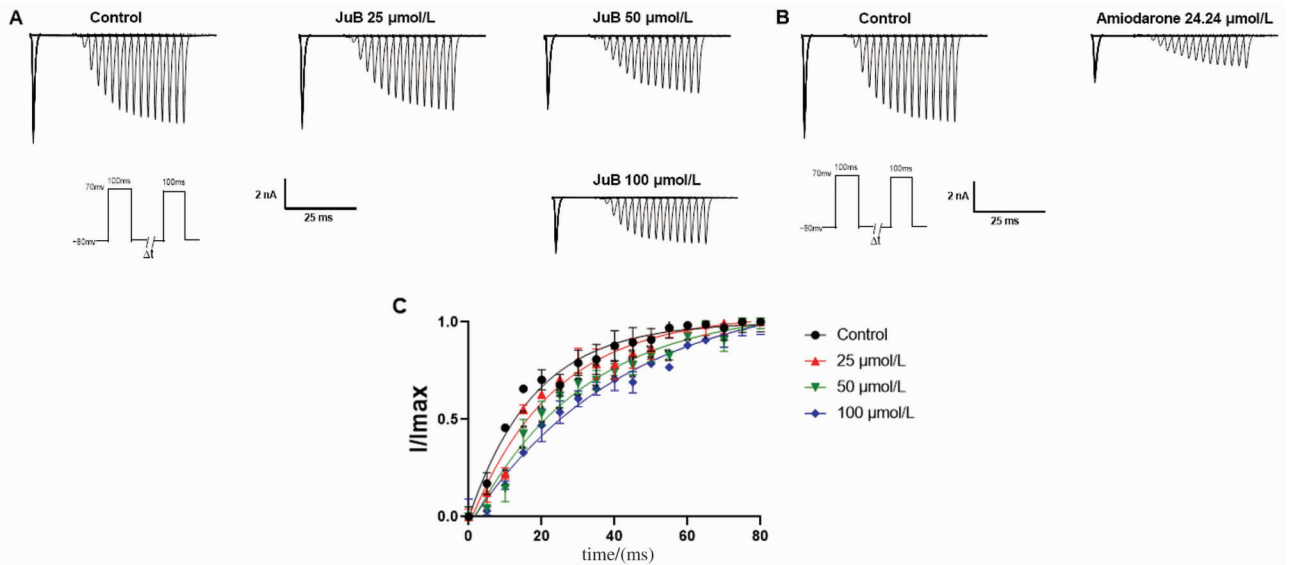 A
Control
JuB 25 µmol/L
JuB 50 µmol/L
B
Control
Amiodarone 24.24 µmol/L
JuB 100 µmol/L
70mv
100ms
100ms
−80mv
Δt
2 nA
25 ms
70mv
100ms
100ms
−80mv
Δt
2 nA
25 ms
C
I/Imax
1.0
0.5
0.0
0
20
40
60
80
time/(ms)
Control
25 µmol/L
50 µmol/L
100 µmol/L